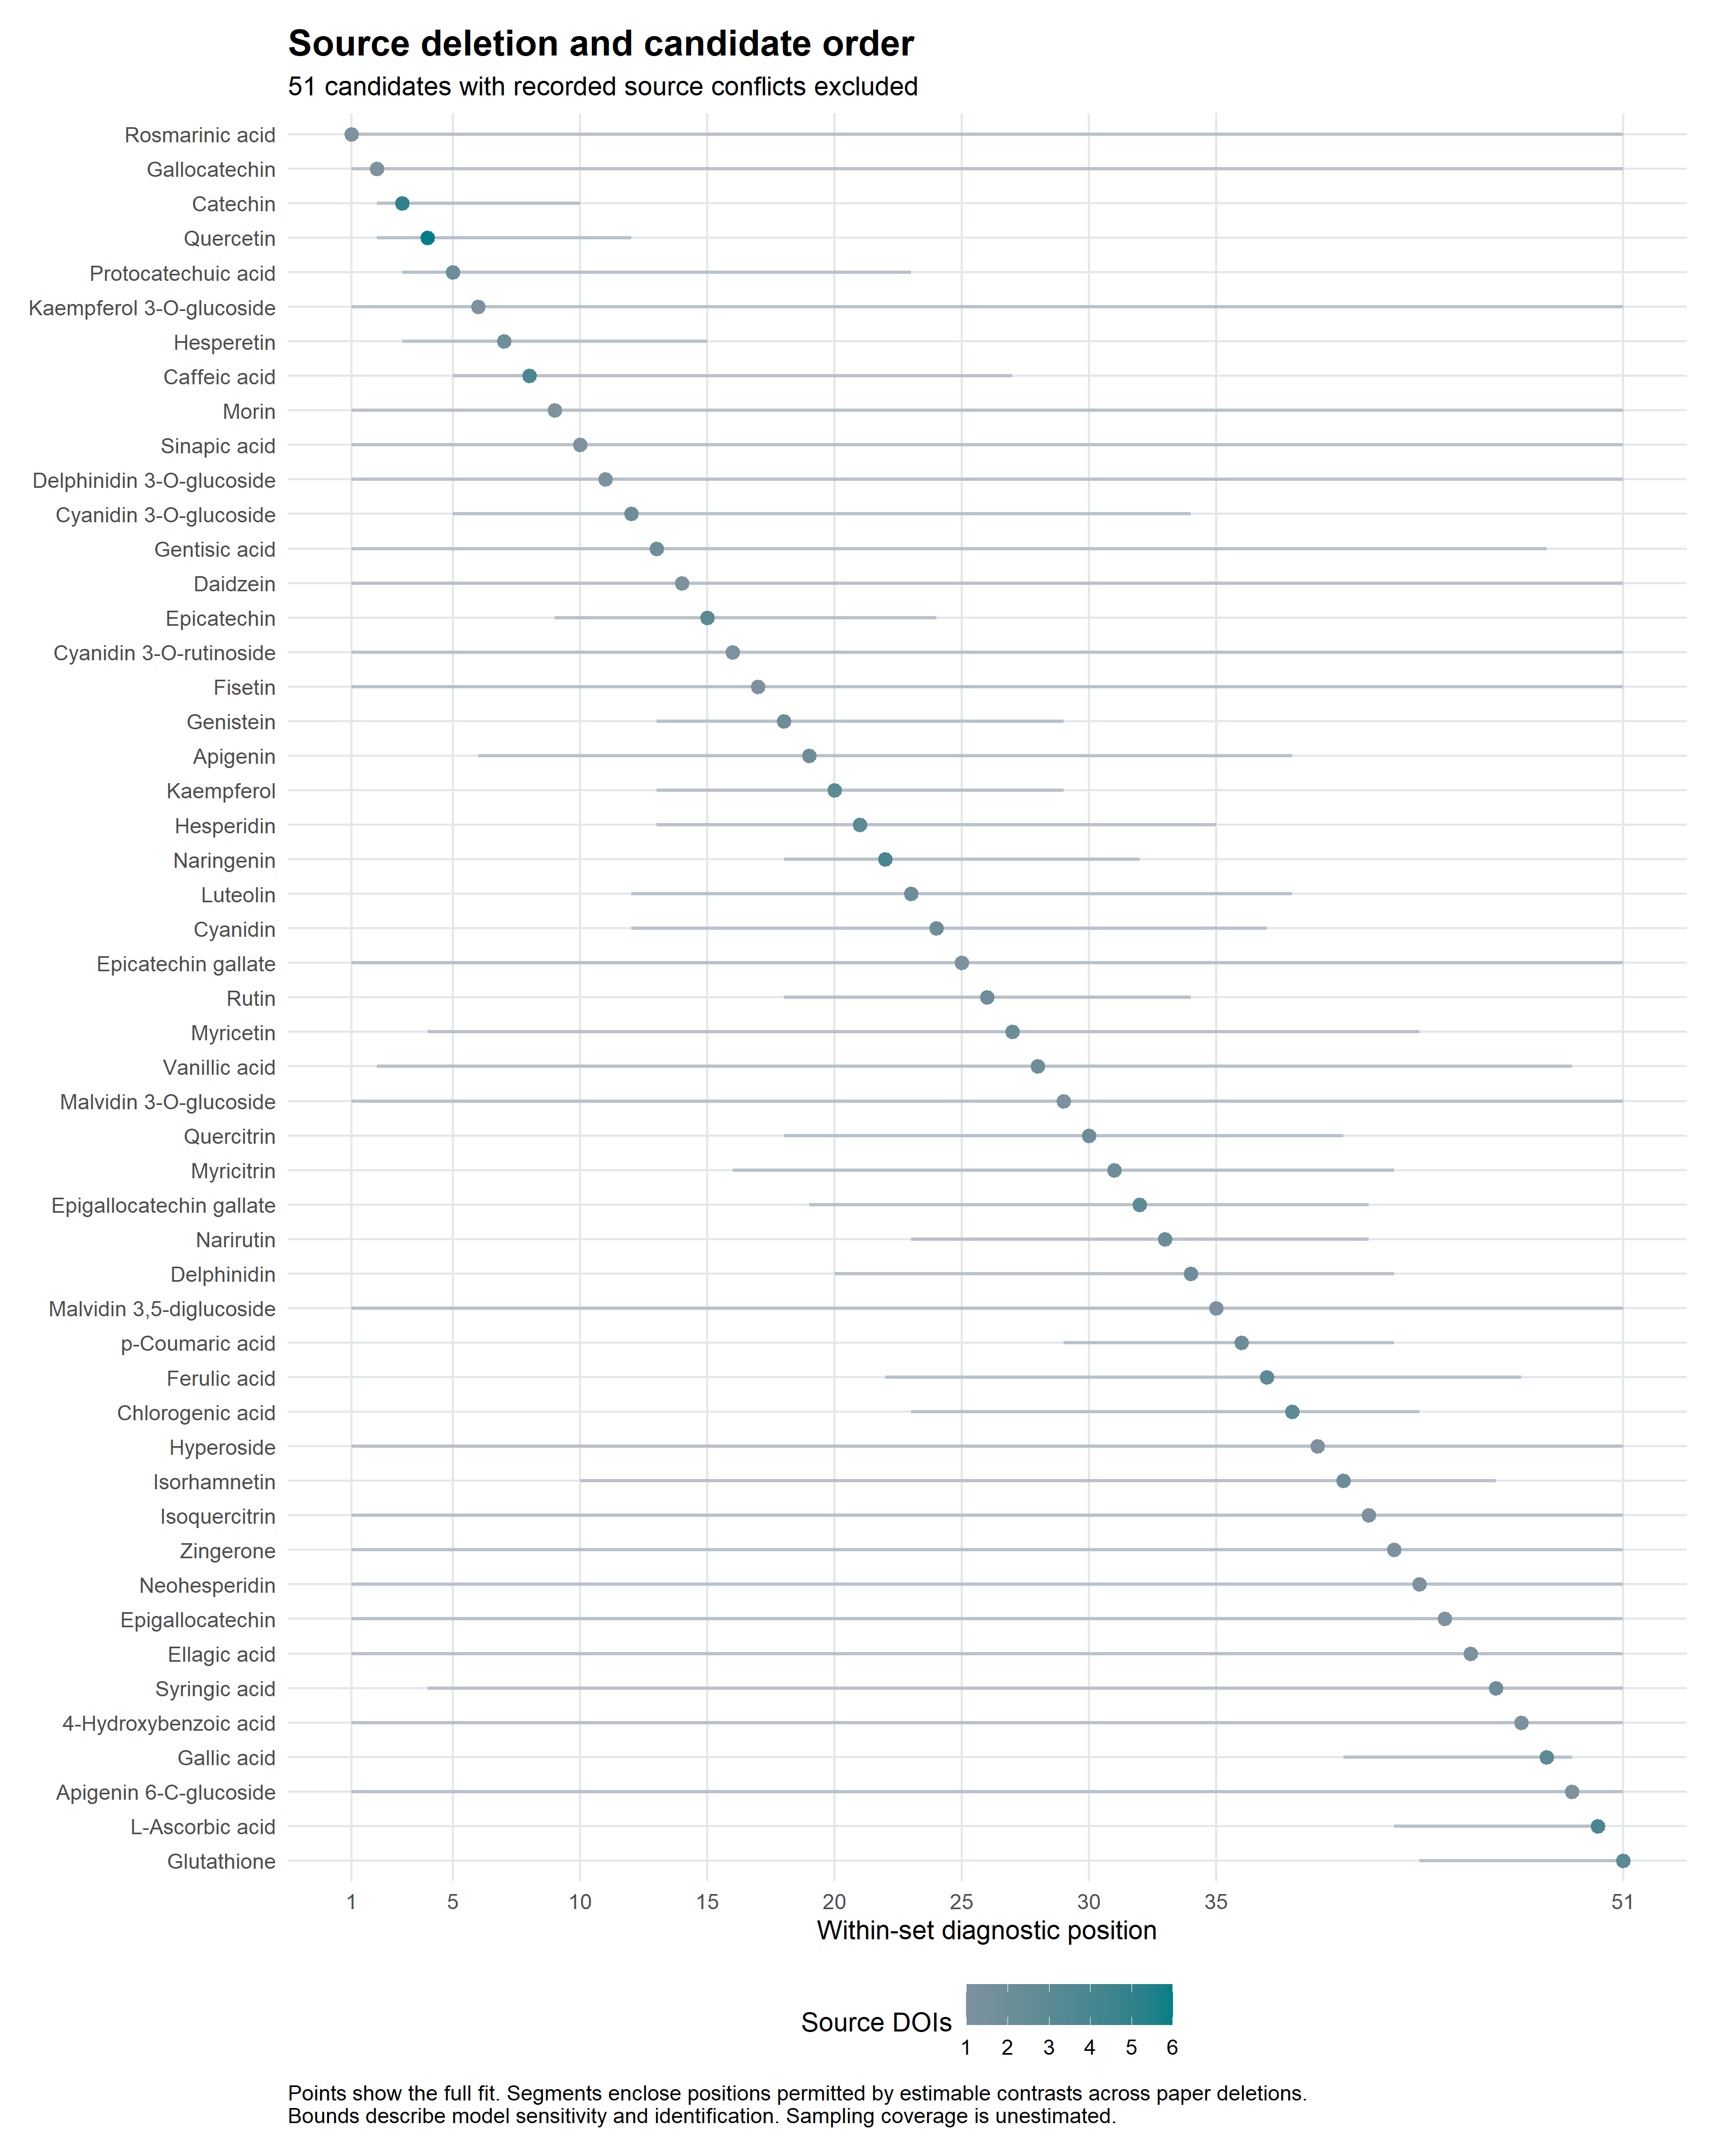 Source deletion and candidate order
51 candidates with recorded source conflicts excluded
Rosmarinic acid
Gallocatechin
Catechin
Quercetin
Protocatechuic acid
Kaempferol 3-O-glucoside
Hesperetin
Caffeic acid
Morin
Sinapic acid
Delphinidin 3-O-glucoside
Cyanidin 3-O-glucoside
Gentisic acid
Daidzein
Epicatechin
Cyanidin 3-O-rutinoside
Fisetin
Genistein
Apigenin
Kaempferol
Hesperidin
Naringenin
Luteolin
Cyanidin
Epicatechin gallate
Rutin
Myricetin
Vanillic acid
Malvidin 3-O-glucoside
Quercitrin
Myricitrin
Epigallocatechin gallate
Narirutin
Delphinidin
Malvidin 3,5-diglucoside
p-Coumaric acid
Ferulic acid
Chlorogenic acid
Hyperoside
Isorhamnetin
Isoquercitrin
Zingerone
Neohesperidin
Epigallocatechin
Ellagic acid
Syringic acid
4-Hydroxybenzoic acid
Gallic acid
Apigenin 6-C-glucoside
L-Ascorbic acid
Glutathione
1 5 10 15 20 25 30 35 51
Within-set diagnostic position
Source DOIs
1 2 3 4 5 6
Points show the full fit. Segments enclose positions permitted by estimable contrasts across paper deletions.
Bounds describe model sensitivity and identification. Sampling coverage is unestimated.